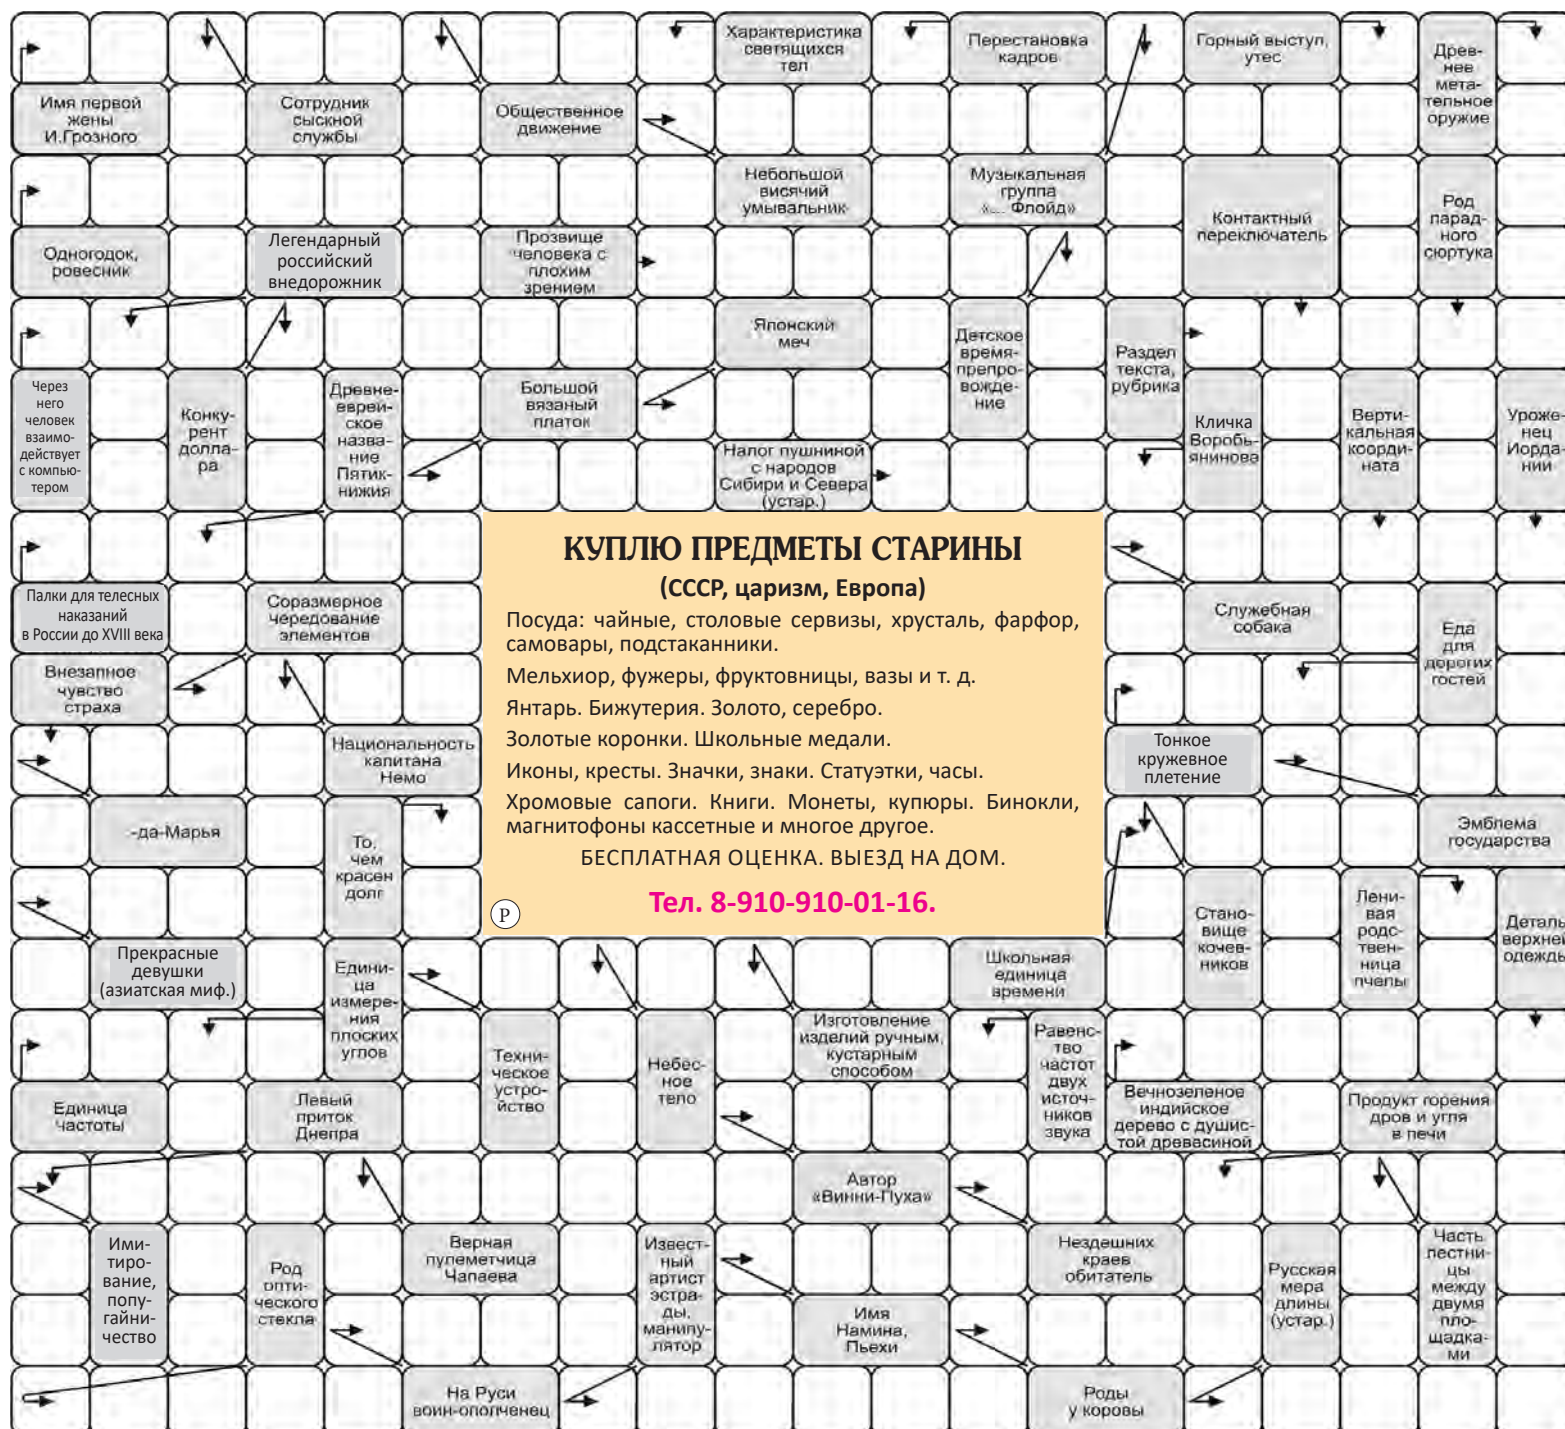 Характеристика
светящихся
тел
Перестановка
кадров
Горный выступ,
утес
Древ-
нее
мета-
тельное
оружие
Имя первой
жены
И.Грозного
Сотрудник
сыскной
службы
Общественное
движение
Небольшой
висячий
умывальник
Музыкальная
группа
«... Флойд»
Контактный
переключатель
Род
парад-
ного
сюртука
Одногодок,
ровесник
Легендарный
российский
внедорожник
Прозвище
человека с
плохим
зрением
Японский
меч
Детское
время-
препро-
вожде-
ние
Раздел
текста,
рубрика
Через
него
человек
взаимо-
действует
с компью-
тером
Конку-
рент
долла-
ра
Древне-
еврей-
ское
назва-
ние
Пятик-
нижия
Большой
вязаный
платок
Кличка
Воробь-
янинова
Верти-
кальная
коорди-
ната
Уроже-
нец
Иорда-
нии
Налог пушниной
с народов
Сибири и Севера
(устар.)
КУПЛЮ ПРЕДМЕТЫ СТАРИНЫ
(СССР, царизм, Европа)
Посуда: чайные, столовые сервизы, хрусталь, фарфор,
самовары, подстаканники.
Мельхиор, фужеры, фруктовницы, вазы и т. д.
Янтарь. Бижутерия. Золото, серебро.
Золотые коронки. Школьные медали.
Иконы, кресты. Значки, знаки. Статуэтки, часы.
Хромовые сапоги. Книги. Монеты, купюры. Бинокли,
магнитофоны кассетные и многое другое.
БЕСПЛАТНАЯ ОЦЕНКА. ВЫЕЗД НА ДОМ.
Тел. 8-910-910-01-16.
Р
Палки для телесных
наказаний
в России до XVIII века
Соразмерное
чередование
элементов
Служебная
собака
Еда
для
дорогих
гостей
Внезапное
чувство
страха
Национальность
капитана
Немо
Тонкое
кружевное
плетение
-да-Марья
То,
чем
красен
долг
Эмблема
государства
Стано-
вище
кочев-
ников
Лени-
вая
родс-
твен-
ница
пчелы
Деталь
верхней
одежды
Прекрасные
девушки
(азиатская миф.)
Едини-
ца
измере-
ния
плоских
углов
Школьная
единица
времени
Техни-
ческое
устро-
йство
Небес-
ное
тело
Изготовление
изделий ручным,
кустарным
способом
Равенс-
тво
частот
двух
источ-
ников
звука
Единица
частоты
Левый
приток
Днепра
Вечнозеленое
индийское
дерево с душис-
той древесиной
Продукт горения
дров и угля
в печи
Автор
«Винни-Пуха»
Ими-
тиро-
вание,
попу-
гайни-
чество
Род
опти-
ческого
стекла
Верная
пулеметчица
Чапаева
Извест-
ный
артист
эстра-
ды,
манипу-
лятор
Нездешних
краев
обитатель
Русская
мера
длины
(устар.)
Часть
лестни-
цы
между
двумя
пло-
щадка-
ми
Имя
Намина,
Пьехи
На Руси
воин-ополченец
Роды
у коровы